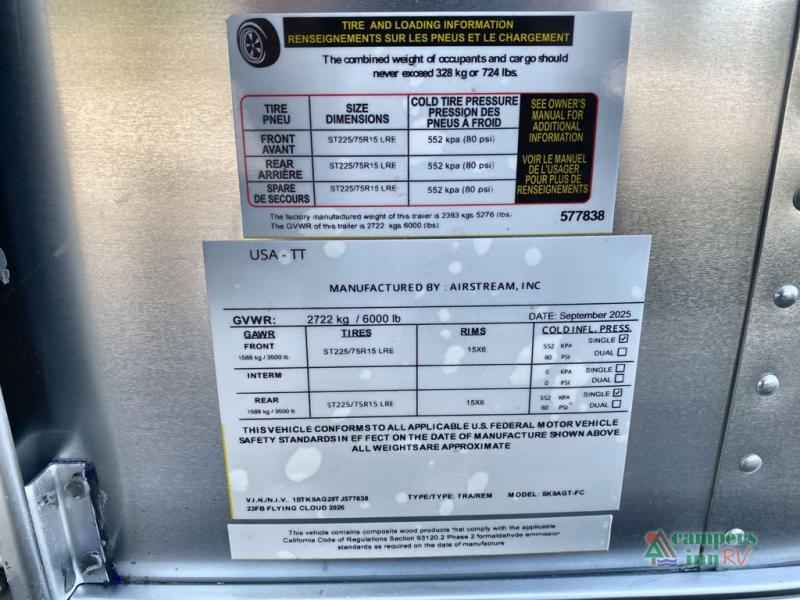 TIRE AND LOADING INFORMATION
RENSEIGNEMENTS SUR LES PNEUS ET LE CHARGEMENT
The combined weight of occupants and cargo should
never exceed 328 kg or 724 lbs.
TIRE PNEU SIZE DIMENSIONS COLD TIRE PRESSURE PRESSION DES PNEUS À FROID
FRONT AVANT ST225/75R15 LRE 552 kpa (80 psi)
REAR ARRIÈRE ST225/75R15 LRE 552 kpa (80 psi)
SPARE DE SECOURS ST225/75R15 LRE 552 kpa (80 psi)
SEE OWNER'S
MANUAL FOR
ADDITIONAL
INFORMATION
VOIR LE MANUEL
DE L'USAGER
POUR PLUS DE
RENSEIGNEMENTS
The factory manufactured weight of this trailer is 2393 kgs 5276 (lbs)
The GVWR of this trailer is 2722 kgs 6000 (lbs)
577838
USA - TT
MANUFACTURED BY : AIRSTREAM, INC
GVWR: 2722 kg / 6000 lb DATE: September 2025
GAWR TIRES RIMS COLD INFL. PRESS.
FRONT ST225/75R15 LRE 15X6 552 KPA SINGLE ☑
1588 kg / 3500 lb 80 PSI DUAL ☐
INTERM 0 KPA SINGLE ☐
0 PSI DUAL ☐
REAR ST225/75R15 LRE 15X6 552 KPA SINGLE ☑
1588 kg / 3500 lb 80 PSI DUAL ☐
THIS VEHICLE CONFORMS TO ALL APPLICABLE U.S. FEDERAL MOTOR VEHICLE
SAFETY STANDARDS IN EFFECT ON THE DATE OF MANUFACTURE SHOWN ABOVE.
ALL WEIGHTS ARE APPROXIMATE
V.I.N./N.I.V. 1STK9AG28TJ577838 TYPE/TYPE: TRA/REM MODEL: SK9AGT-FC
23FB FLYING CLOUD 2026
This vehicle contains composite wood products that comply with the applicable
California Code of Regulations Section 93120.2 Phase 2 formaldehyde emmission
standards as required on the date of manufacture
campers
inn RV